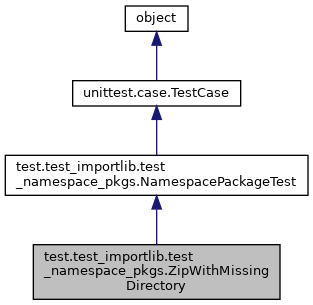 object
unittest.case.TestCase
test.test_importlib.test
_namespace_pkgs.NamespacePackageTest
test.test_importlib.test
_namespace_pkgs.ZipWithMissing
Directory